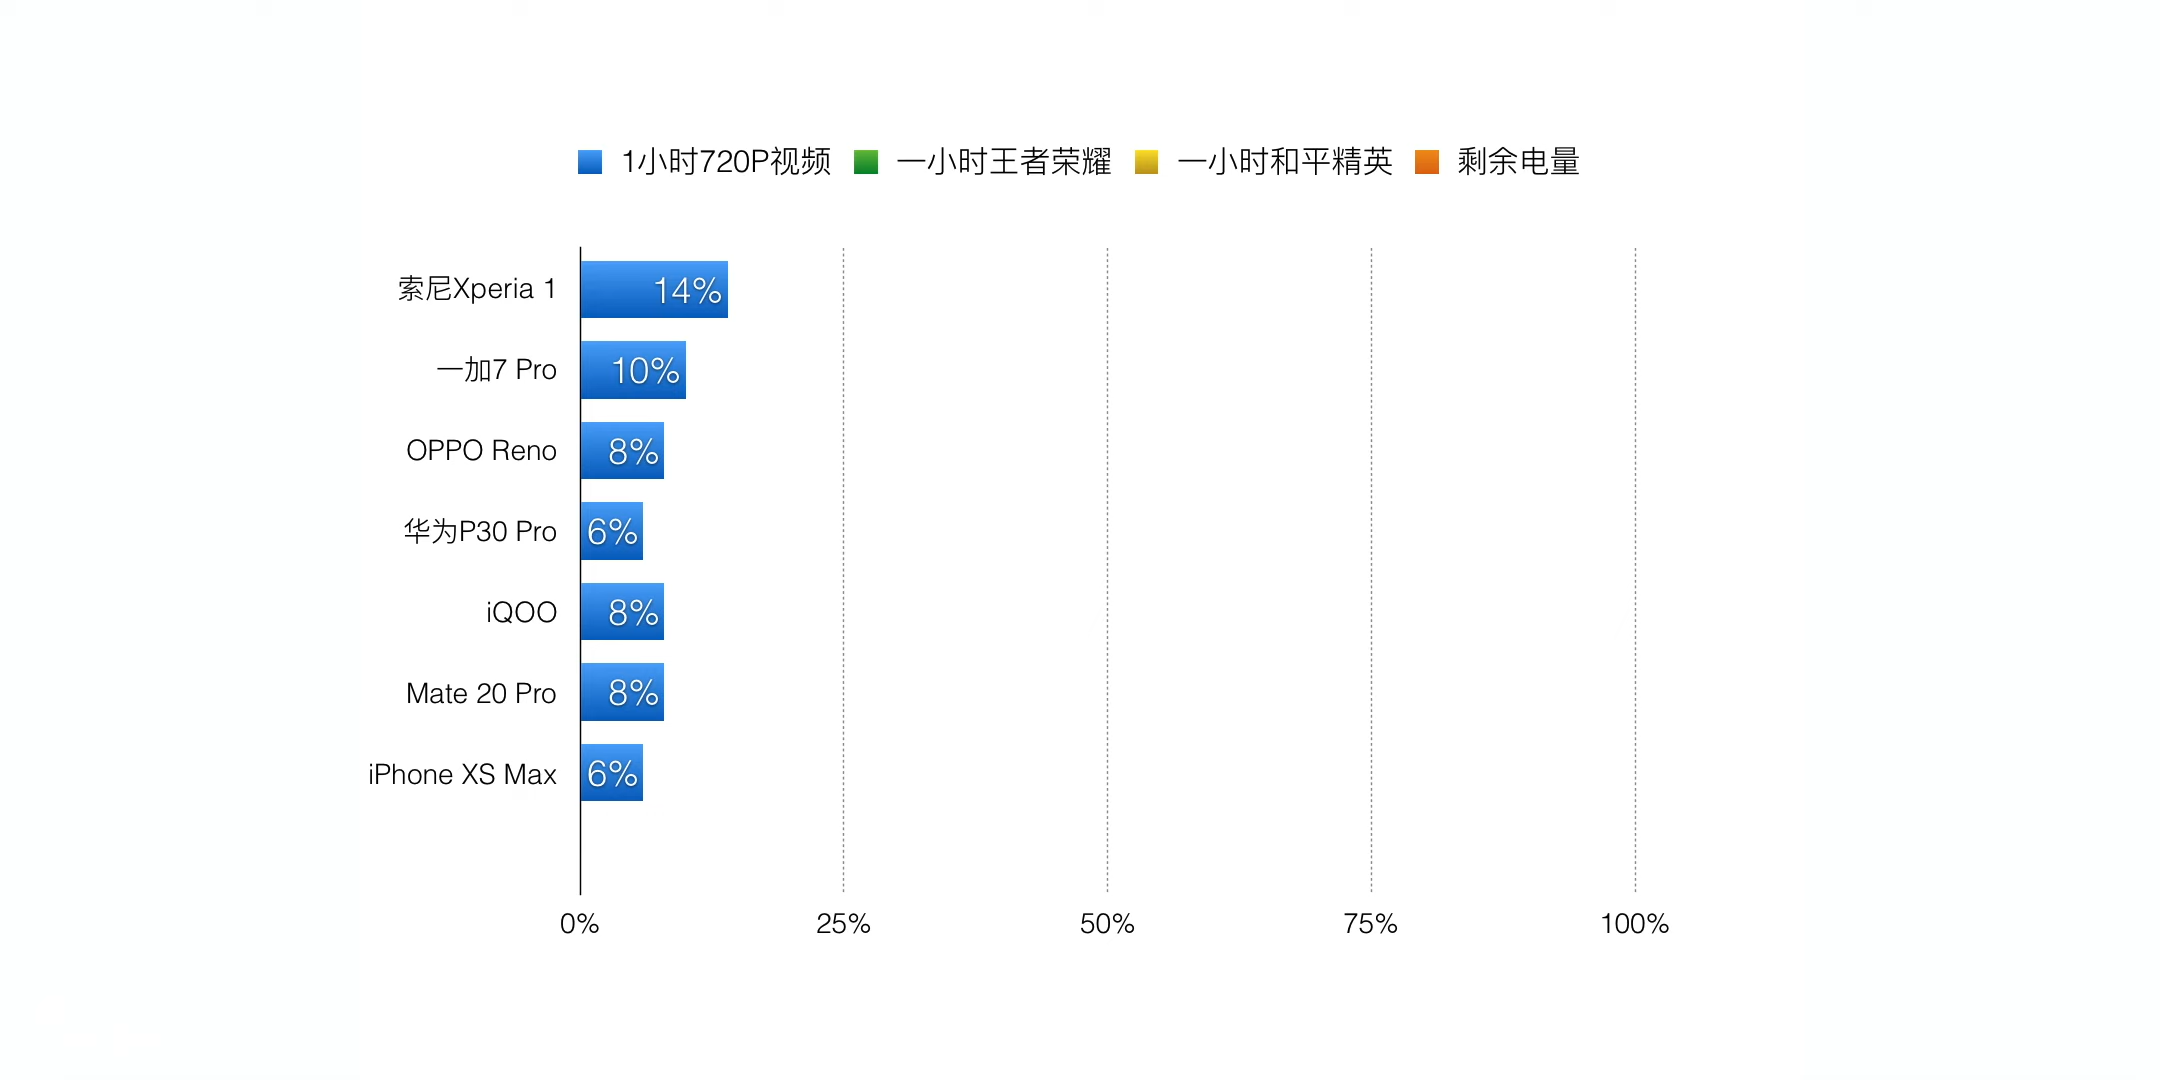 1小时720P视频 一小时王者荣耀 一小时和平精英 剩余电量
索尼Xperia 1 14%
一加7 Pro 10%
OPPO Reno 8%
华为P30 Pro 6%
iQOO 8%
Mate 20 Pro 8%
iPhone XS Max 6%
0% 25% 50% 75% 100%